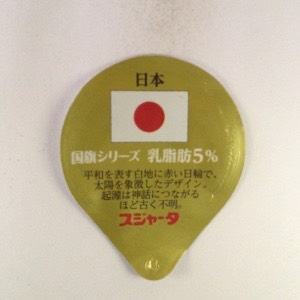 日本
国旗シリーズ 乳脂肪5%
平和を表す白地に赤い日輪で、
太陽を象徴したデザイン。
起源は神話につながる
ほど古く不明。
スジャータ